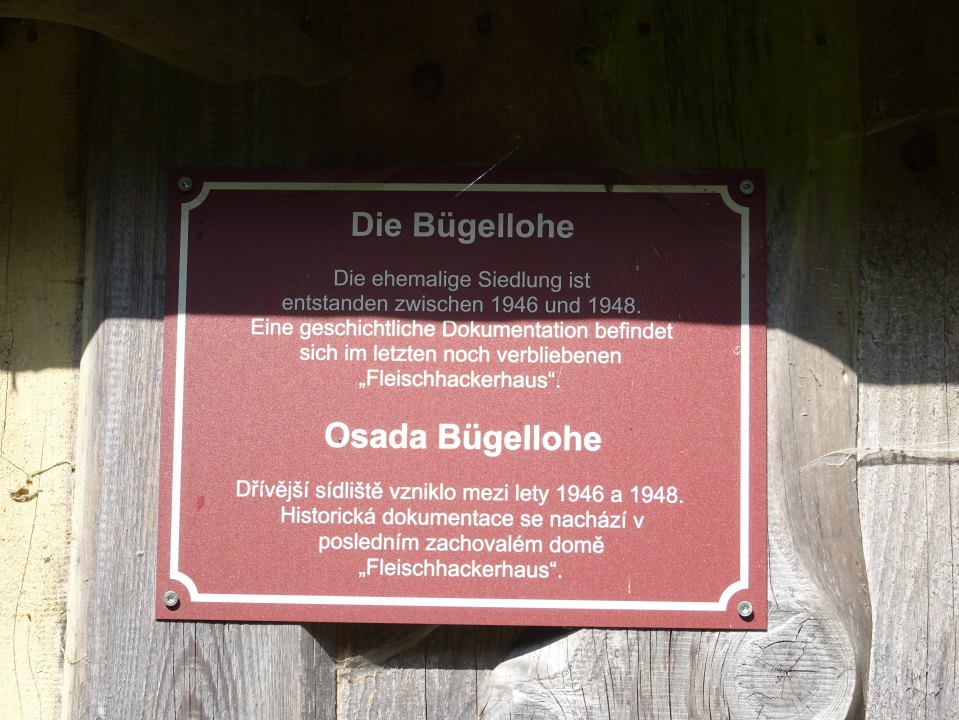 Die Bügellohe
Die ehemalige Siedlung ist
entstanden zwischen 1946 und 1948.
Eine geschichtliche Dokumentation befindet
sich im letzten noch verbliebenen
„Fleischhackerhaus“.
Osada Bügellohe
Dřívější sídliště vzniklo mezi lety 1946 a 1948.
Historická dokumentace se nachází v
posledním zachovalém domě
„Fleischhackerhaus“.